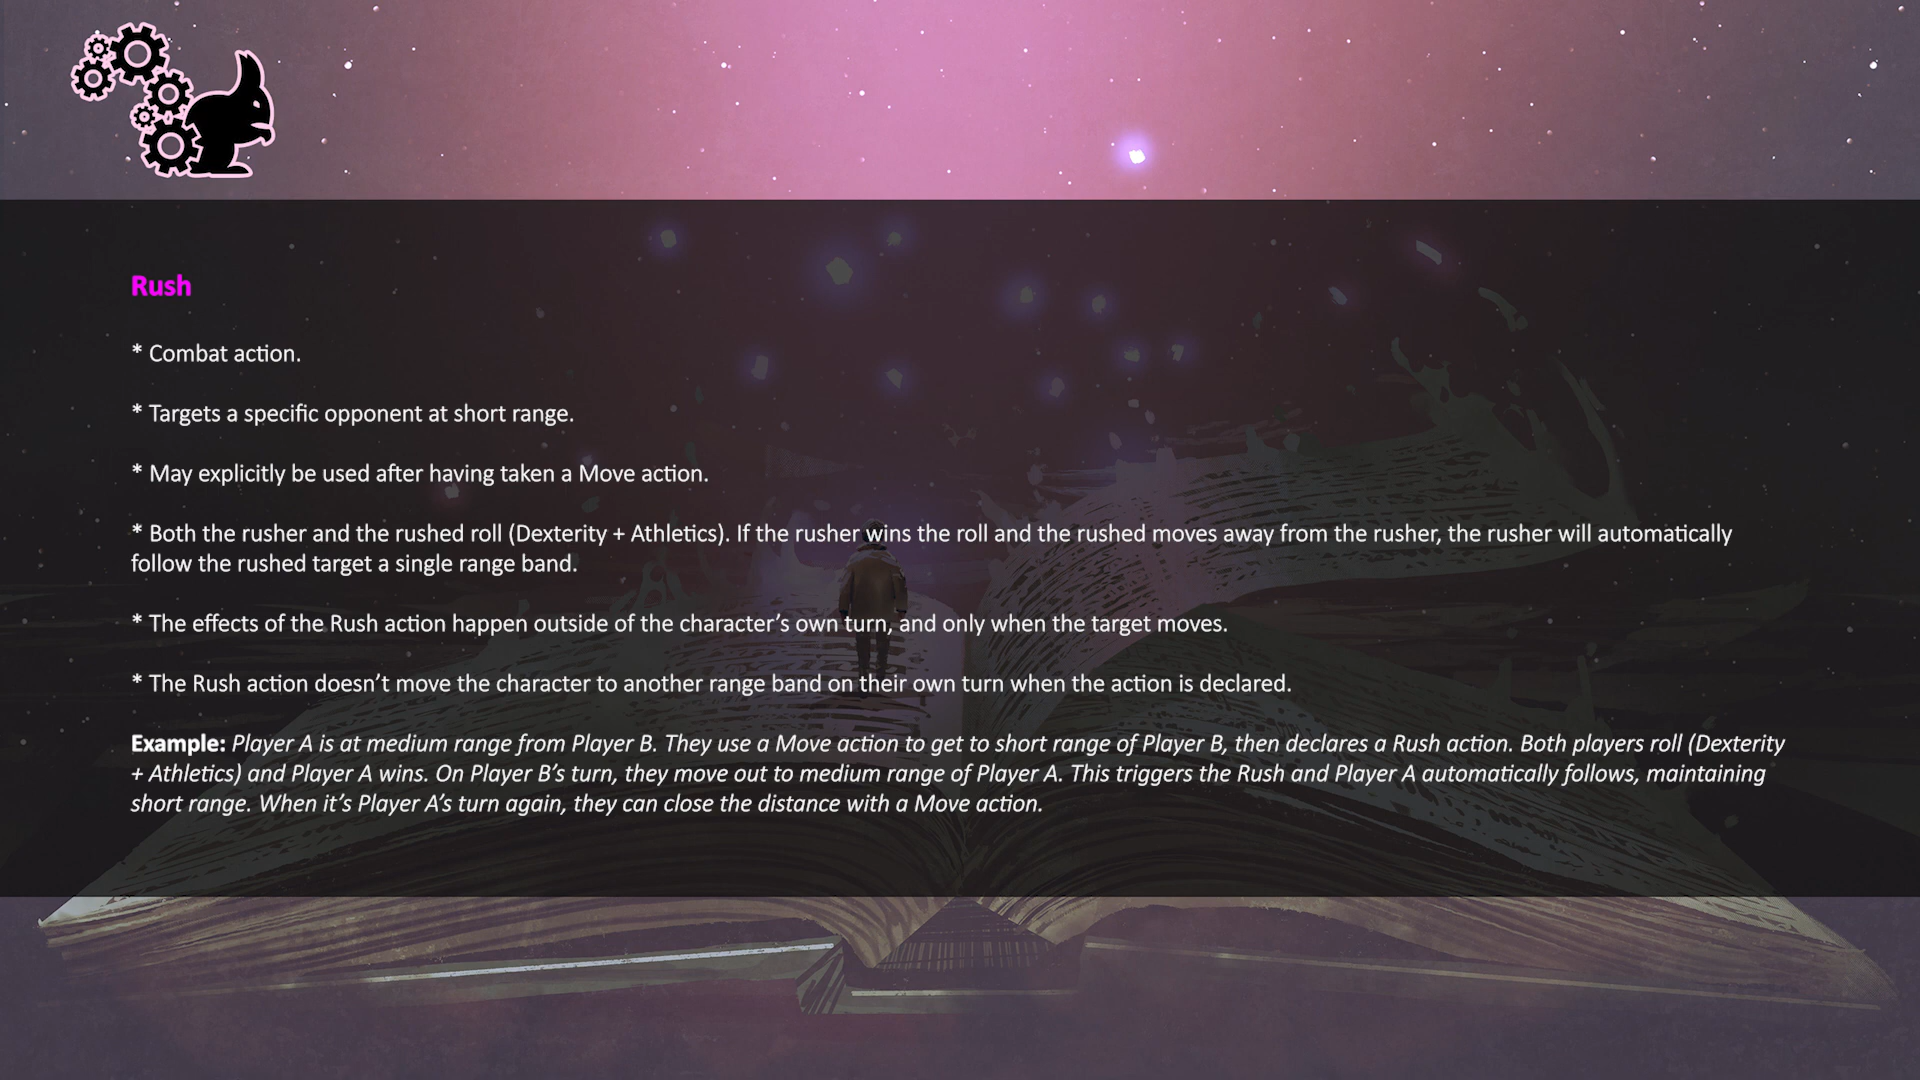 Rush
* Combat action.
* Targets a specific opponent at short range.
* May explicitly be used after having taken a Move action.
* Both the rusher and the rushed roll (Dexterity + Athletics). If the rusher wins the roll and the rushed moves away from the rusher, the rusher will automatically
follow the rushed target a single range band.
* The effects of the Rush action happen outside of the character’s own turn, and only when the target moves.
* The Rush action doesn’t move the character to another range band on their own turn when the action is declared.
Example: Player A is at medium range from Player B. They use a Move action to get to short range of Player B, then declares a Rush action. Both players roll (Dexterity
+ Athletics) and Player A wins. On Player B’s turn, they move out to medium range of Player A. This triggers the Rush and Player A automatically follows, maintaining
short range. When it’s Player A’s turn again, they can close the distance with a Move action.